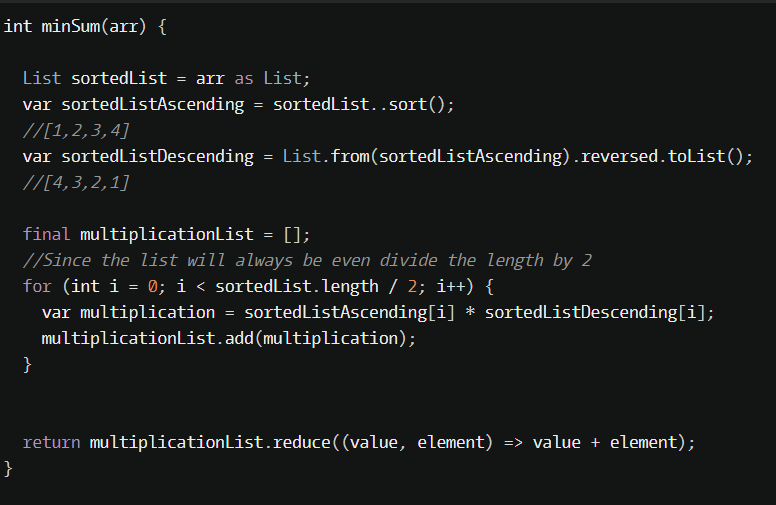 int minSum(arr) {
List sortedList = arr as List;
var sortedListAscending = sortedList..sort();
//[1,2,3,4]
var sortedListDescending = List.from(sortedListAscending).reversed.toList();
//[4,3,2,1]
final multiplicationList = [];
//Since the list will always be even divide the length by 2
for (int i = 0; i < sortedList.length / 2; i++) {
var multiplication = sortedListAscending[i] * sortedListDescending[i];
multiplicationList.add(multiplication);
}
return multiplicationList.reduce((value, element) => value + element);
}